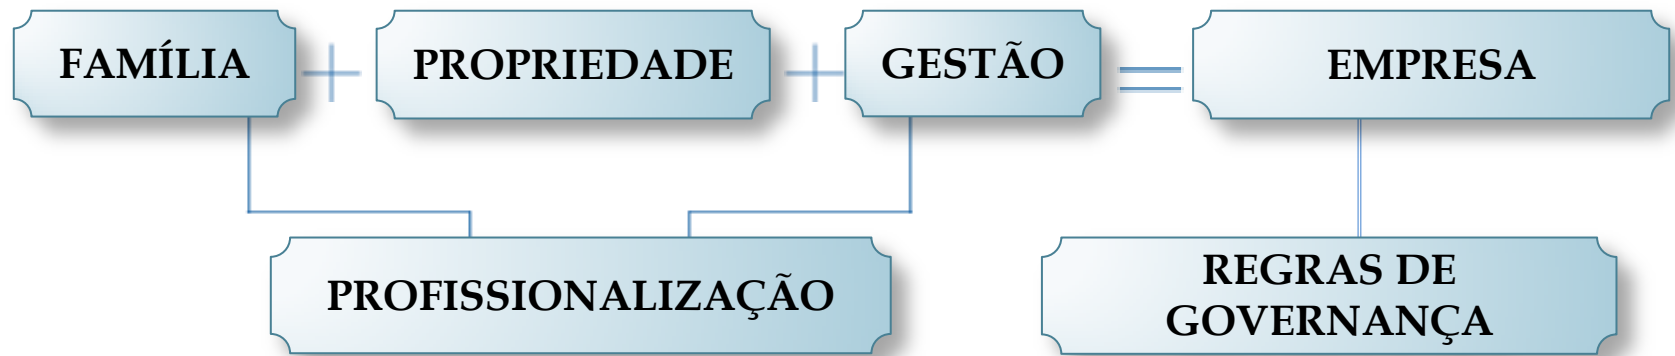 FAMÍLIA + PROPRIEDADE + GESTÃO = EMPRESA
PROFISSIONALIZAÇÃO
REGRAS DE
GOVERNANÇA